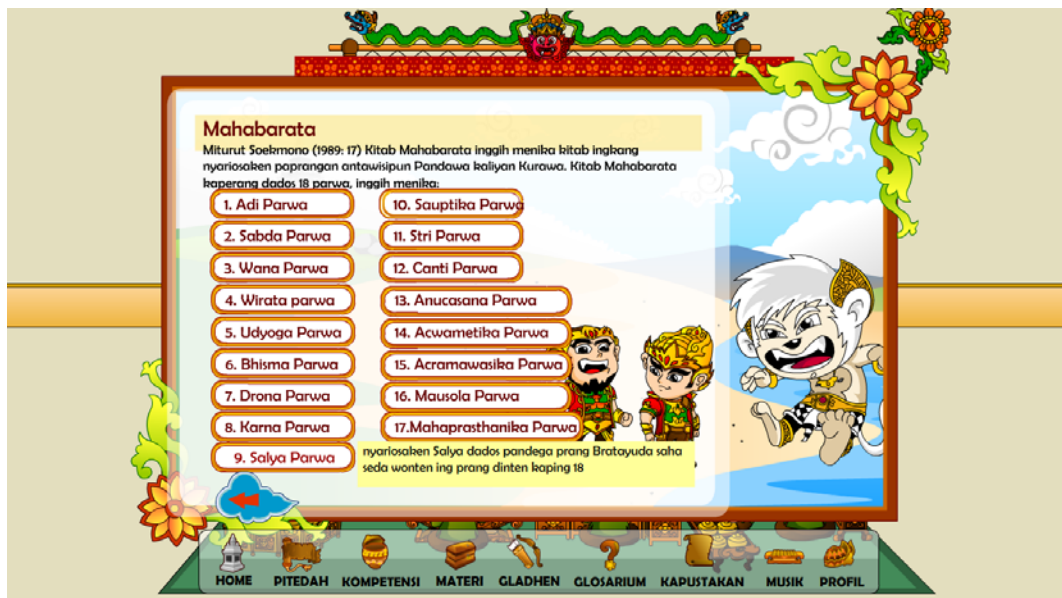 X
Mahabarata
Miturut Soekmono (1989: 17) Kitab Mahabarata inggih menika kitab ingkang
nyariosaken paprangan antawisipun Pandawa kaliyan Kurawa. Kitab Mahabarata
kaperang dados 18 parwa, inggih menika:
1. Adi Parwa
2. Sabda Parwa
3. Wana Parwa
4. Wirata parwa
5. Udyoga Parwa
6. Bhisma Parwa
7. Drona Parwa
8. Karna Parwa
9. Salya Parwa
10. Sauptika Parwa
11. Stri Parwa
12. Canti Parwa
13. Anucasana Parwa
14. Acwametika Parwa
15. Acramawasika Parwa
16. Mausola Parwa
17.Mahaprasthanika Parwa
nyariosaken Salya dados pandega prang Bratayuda saha
seda wonten ing prang dinten kaping 18
HOME PITEDAH KOMPETENSI MATERI GLADHEN GLOSARIUM KAPUSTAKAN MUSIK PROFIL